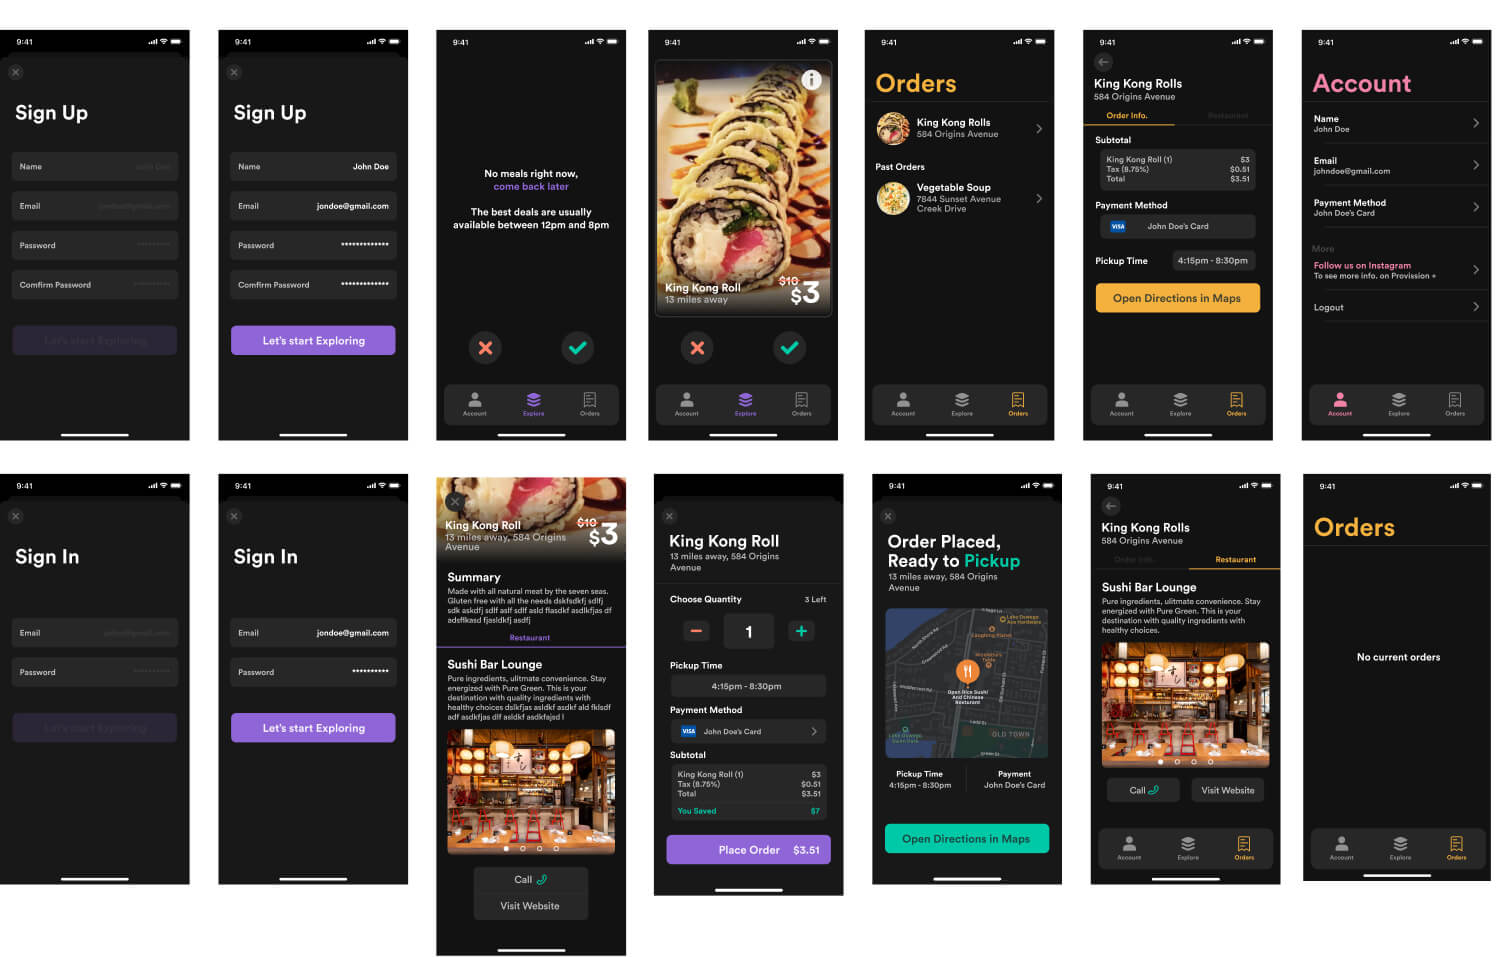 9:41
Sign Up
Name John Doe
Email jondoe@gmail.com
Password ••••••••••
Comfirm Password ••••••••••
Let's start Exploring
9:41
Sign Up
Name John Doe
Email jondoe@gmail.com
Password •••••••••••••
Comfirm Password •••••••••••••
Let's start Exploring
9:41
No meals right now,
come back later
The best deals are usually
available between 12pm and 8pm
Account Explore Orders
9:41
King Kong Roll
13 miles away
$10
$3
Account Explore Orders
9:41
Orders
King Kong Rolls
584 Origins Avenue
Past Orders
Vegetable Soup
7844 Sunset Avenue
Creek Drive
Account Explore Orders
9:41
King Kong Rolls
584 Origins Avenue
Order Info. Restaurant
Subtotal
King Kong Roll (1) $3
Tax (8.75%) $0.51
Total $3.51
Payment Method
VISA John Doe's Card
Pickup Time 4:15pm - 8:30pm
Open Directions in Maps
Account Explore Orders
9:41
Account
Name
John Doe
Email
johndoe@gmail.com
Payment Method
John Doe's Card
More
Follow us on Instagram
To see more info. on Provission +
Logout
Account Explore Orders
9:41
Sign In
Email jondoe@gmail.com
Password ••••••••••
Let's start Exploring
9:41
Sign In
Email jondoe@gmail.com
Password ••••••••••
Let's start Exploring
King Kong Roll
13 miles away, 584 Origins
Avenue
$10
$3
Summary
Made with all natural meat by the seven seas.
Gluten free with all the needs dskfsdkfj sdlfj
sdk askdfj sdlf aslf sdlf asld flasdkf asdlkfjas df
adsflkasd fjasldkfj asdfj
Restaurant
Sushi Bar Lounge
Pure ingredients, ulitmate convenience. Stay
energized with Pure Green. This is your
destination with quality ingredients with
healthy choices dslkfjas asldkf asdkf ald fklsdf
adf asdkfjas dlf asldkf asdkfajsd l
Call
Visit Website
9:41
King Kong Roll
13 miles away, 584 Origins
Avenue
Choose Quantity 3 Left
1
Pickup Time
4:15pm - 8:30pm
Payment Method
VISA John Doe's Card
Subtotal
King Kong Roll (1) $3
Tax (8.75%) $0.51
Total $3.51
You Saved $7
Place Order $3.51
9:41
Order Placed,
Ready to Pickup
13 miles away, 584 Origins
Avenue
Lake Oswego
Ace Hardware
Open Rice Sushi
And Chinese
Resturant
OLD TOWN
Lake Oswego
Pickup Time
4:15pm - 8:30pm
Payment
John Doe's Card
Open Directions in Maps
9:41
King Kong Rolls
584 Origins Avenue
Order Info. Restaurant
Sushi Bar Lounge
Pure ingredients, ulitmate convenience. Stay
energized with Pure Green. This is your
destination with quality ingredients with
healthy choices.
Call
Visit Website
Account Explore Orders
9:41
Orders
No current orders
Account Explore Orders